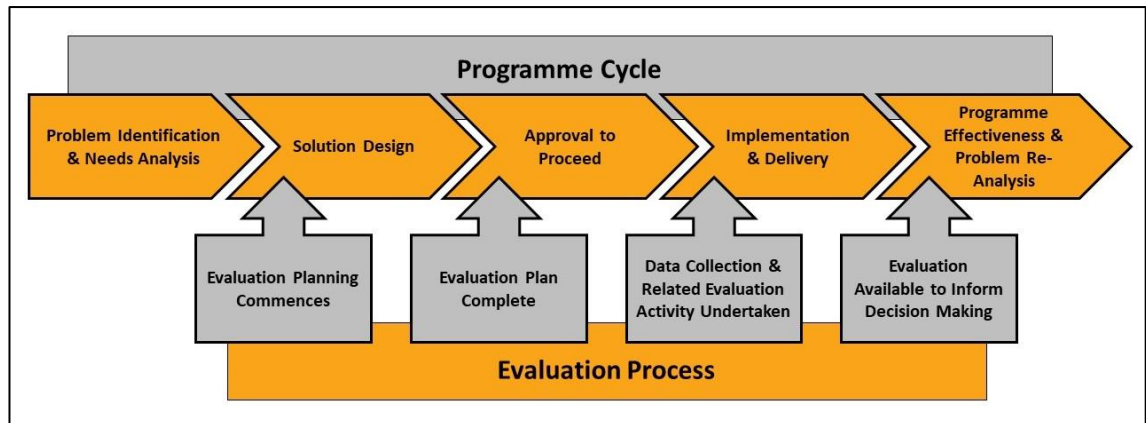 Programme Cycle
Problem Identification
& Needs Analysis
Solution Design
Approval to
Proceed
Implementation
& Delivery
Programme
Effectiveness &
Problem Re-
Analysis
Evaluation Planning
Commences
Evaluation Plan
Complete
Data Collection &
Related Evaluation
Activity Undertaken
Evaluation
Available to Inform
Decision Making
Evaluation Process